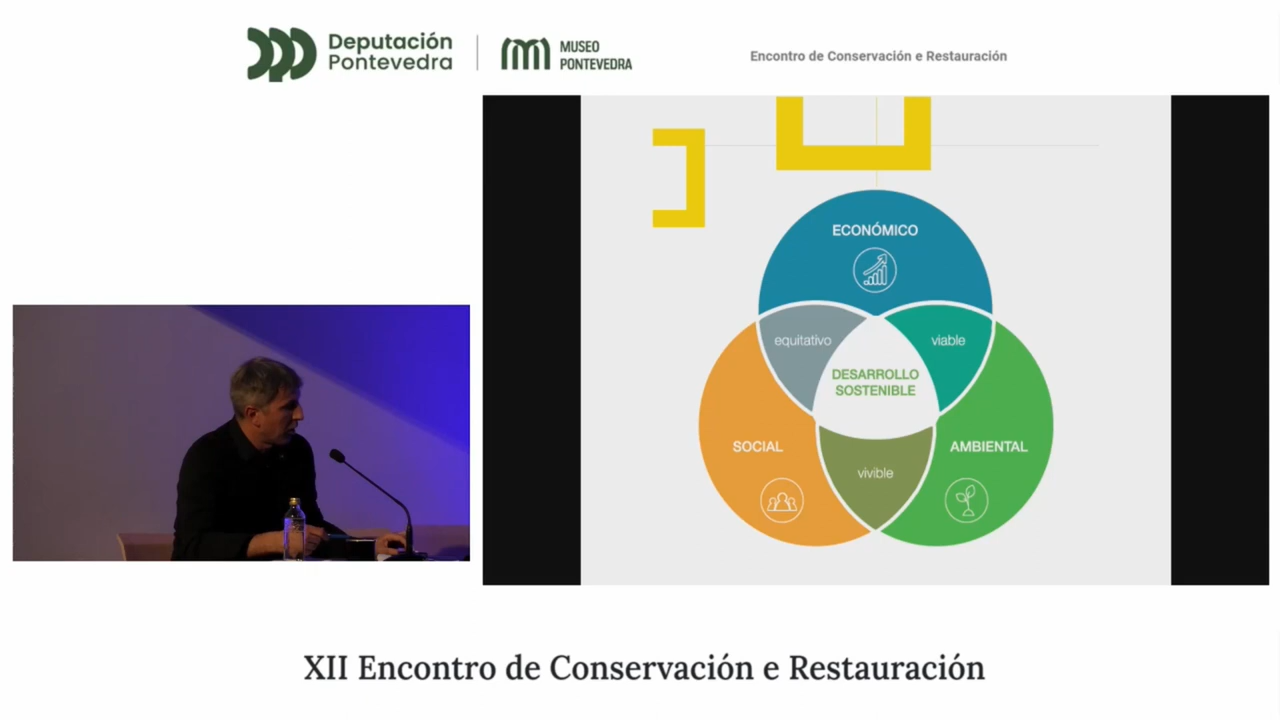 Deputación
Pontevedra
MUSEO
PONTEVEDRA
Encontro de Conservación e Restauración
ECONÓMICO
equitativo
viable
DESARROLLO
SOSTENIBLE
SOCIAL
AMBIENTAL
vivible
XII Encontro de Conservación e Restauración